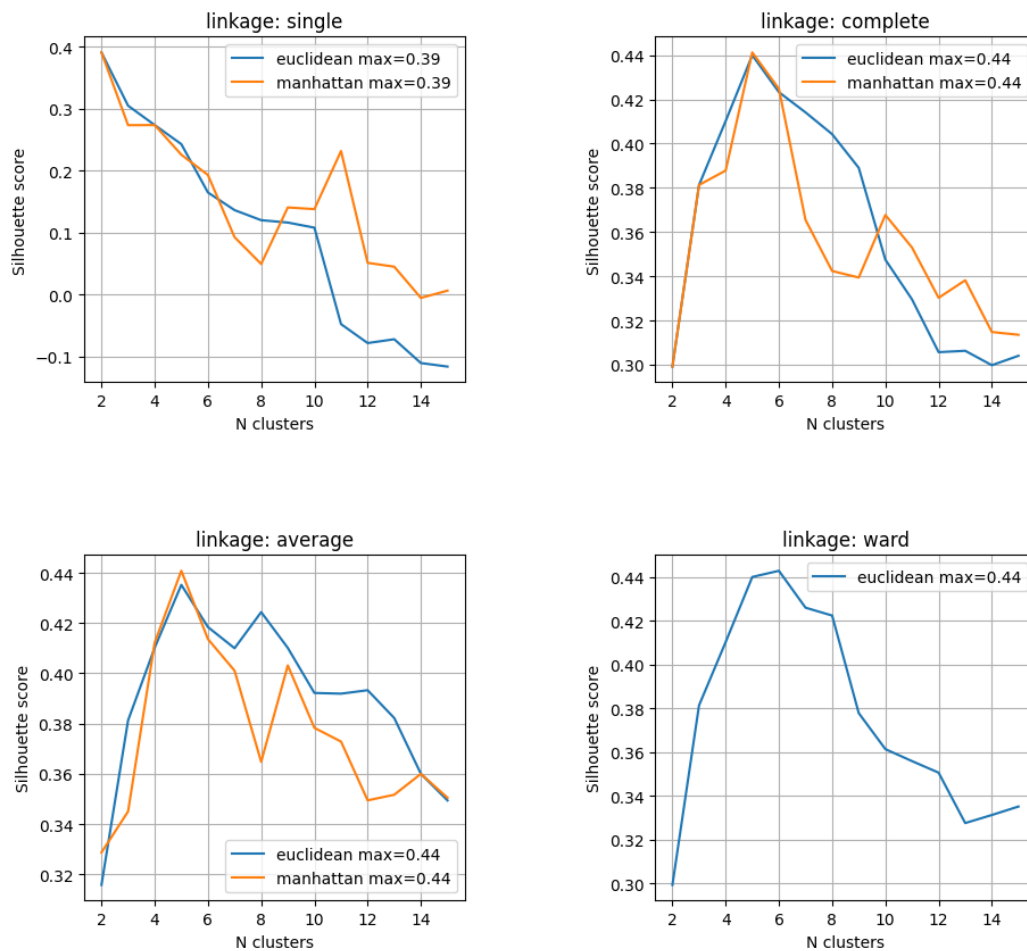 linkage: single
euclidean max=0.39
manhattan max=0.39
0.4
0.3
0.2
0.1
0.0
−0.1
Silhouette score
2 4 6 8 10 12 14
N clusters
linkage: complete
euclidean max=0.44
manhattan max=0.44
0.44
0.42
0.40
0.38
0.36
0.34
0.32
0.30
Silhouette score
2 4 6 8 10 12 14
N clusters
linkage: average
0.44
0.42
0.40
0.38
0.36
0.34
0.32
Silhouette score
euclidean max=0.44
manhattan max=0.44
2 4 6 8 10 12 14
N clusters
linkage: ward
euclidean max=0.44
0.44
0.42
0.40
0.38
0.36
0.34
0.32
0.30
Silhouette score
2 4 6 8 10 12 14
N clusters